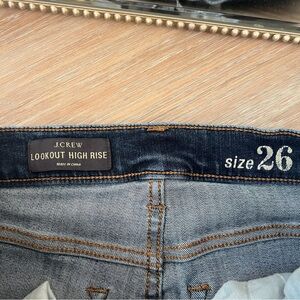 J.CREW
LOOKOUT HIGH RISE
MADE IN CHINA
size 26